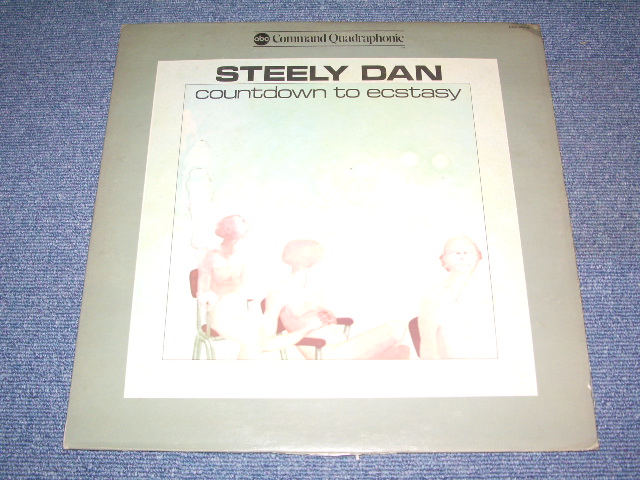 abc Command Quadraphonic
STEELY DAN
countdown to ecstasy